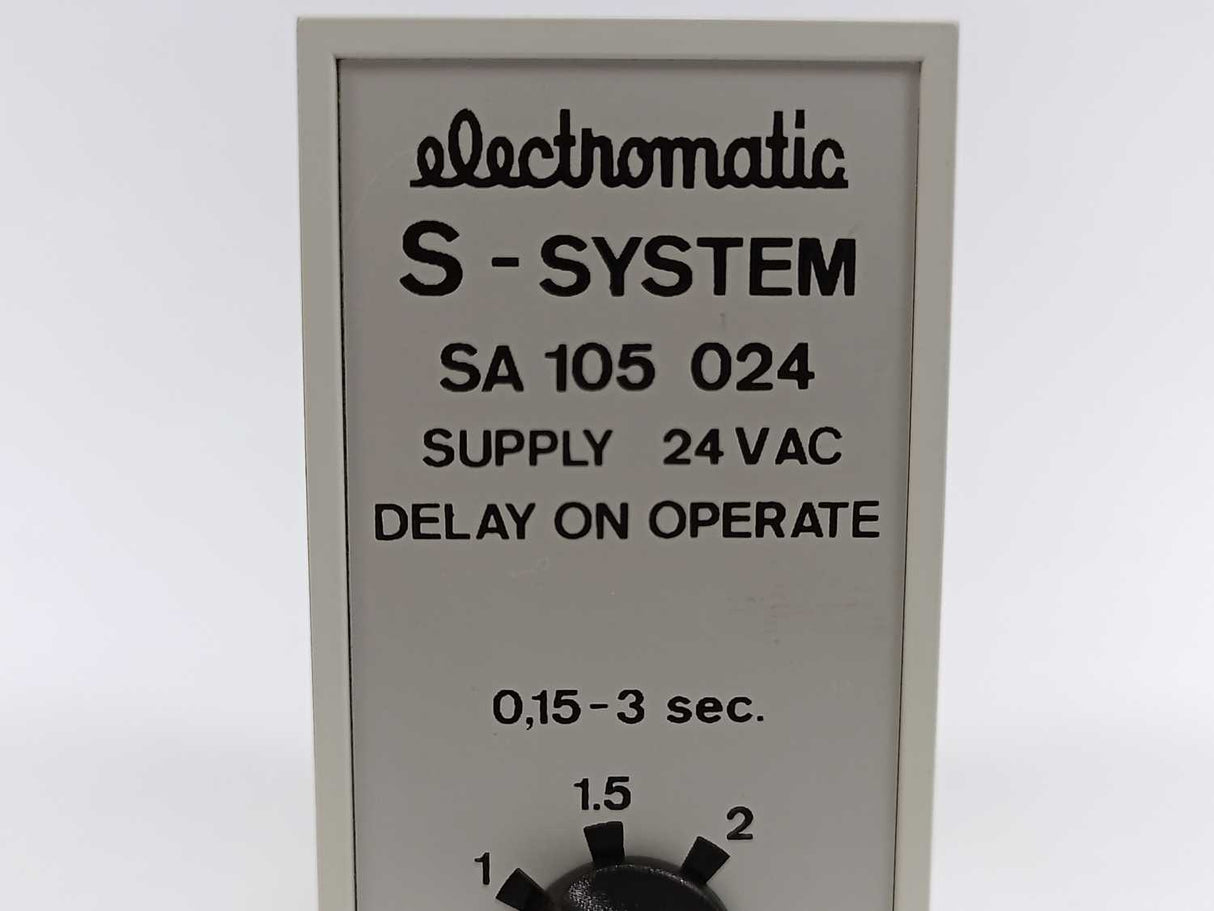 electromatic
S - SYSTEM
SA 105 024
SUPPLY 24 VAC
DELAY ON OPERATE
0,15-3 sec.
1.5
2
1